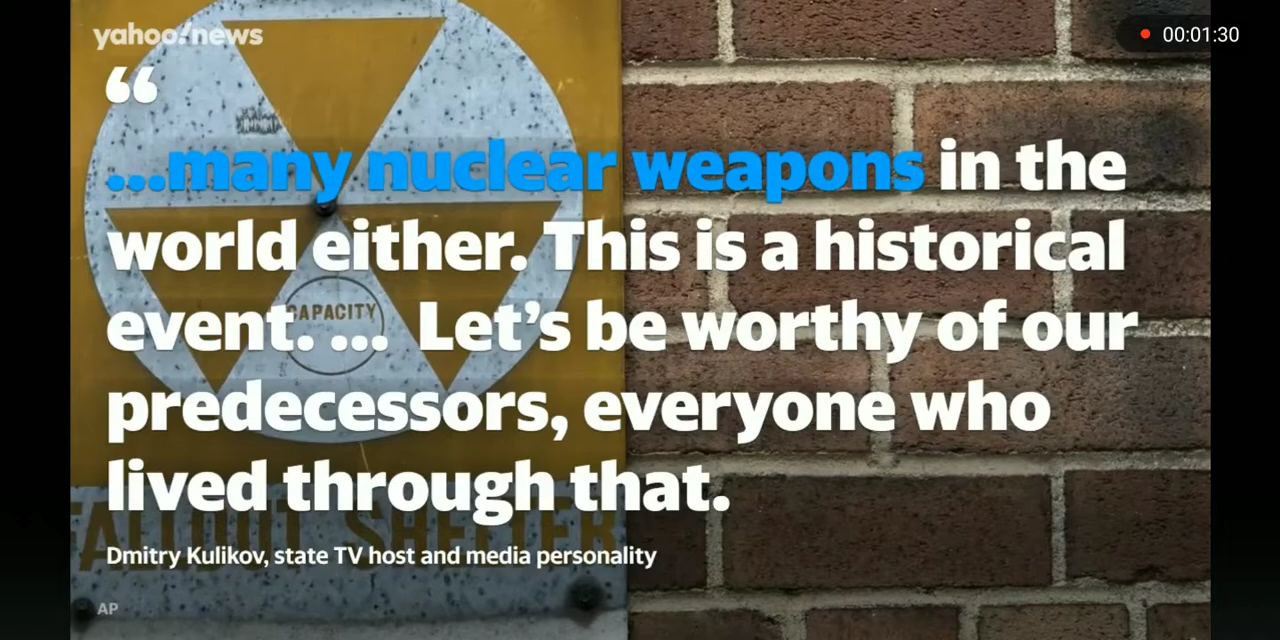 yahoo!news
00:01:30
“
...many nuclear weapons in the
world either. This is a historical
event. ... Let’s be worthy of our
predecessors, everyone who
lived through that.
CAPACITY
FALLOUT SHELTER
Dmitry Kulikov, state TV host and media personality
AP